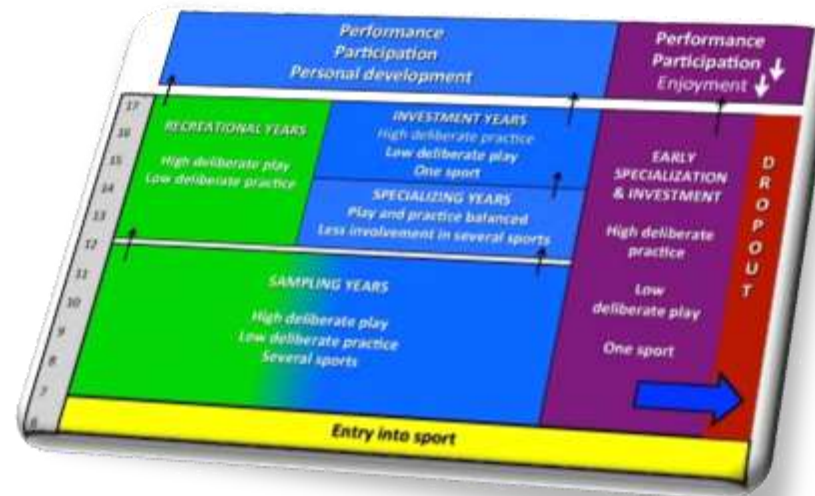 Performance
Participation
Personal development
Performance
Participation
Enjoyment
17
16
15
14
13
12
11
10
9
8
7
6
RECREATIONAL YEARS
High deliberate play
Low deliberate practice
INVESTMENT YEARS
High deliberate practice
Low deliberate play
One sport
SPECIALIZING YEARS
Play and practice balanced
Less involvement in several sports
SAMPLING YEARS
High deliberate play
Low deliberate practice
Several sports
EARLY
SPECIALIZATION
& INVESTMENT
High deliberate
practice
Low
deliberate play
One sport
DROPOUT
Entry into sport